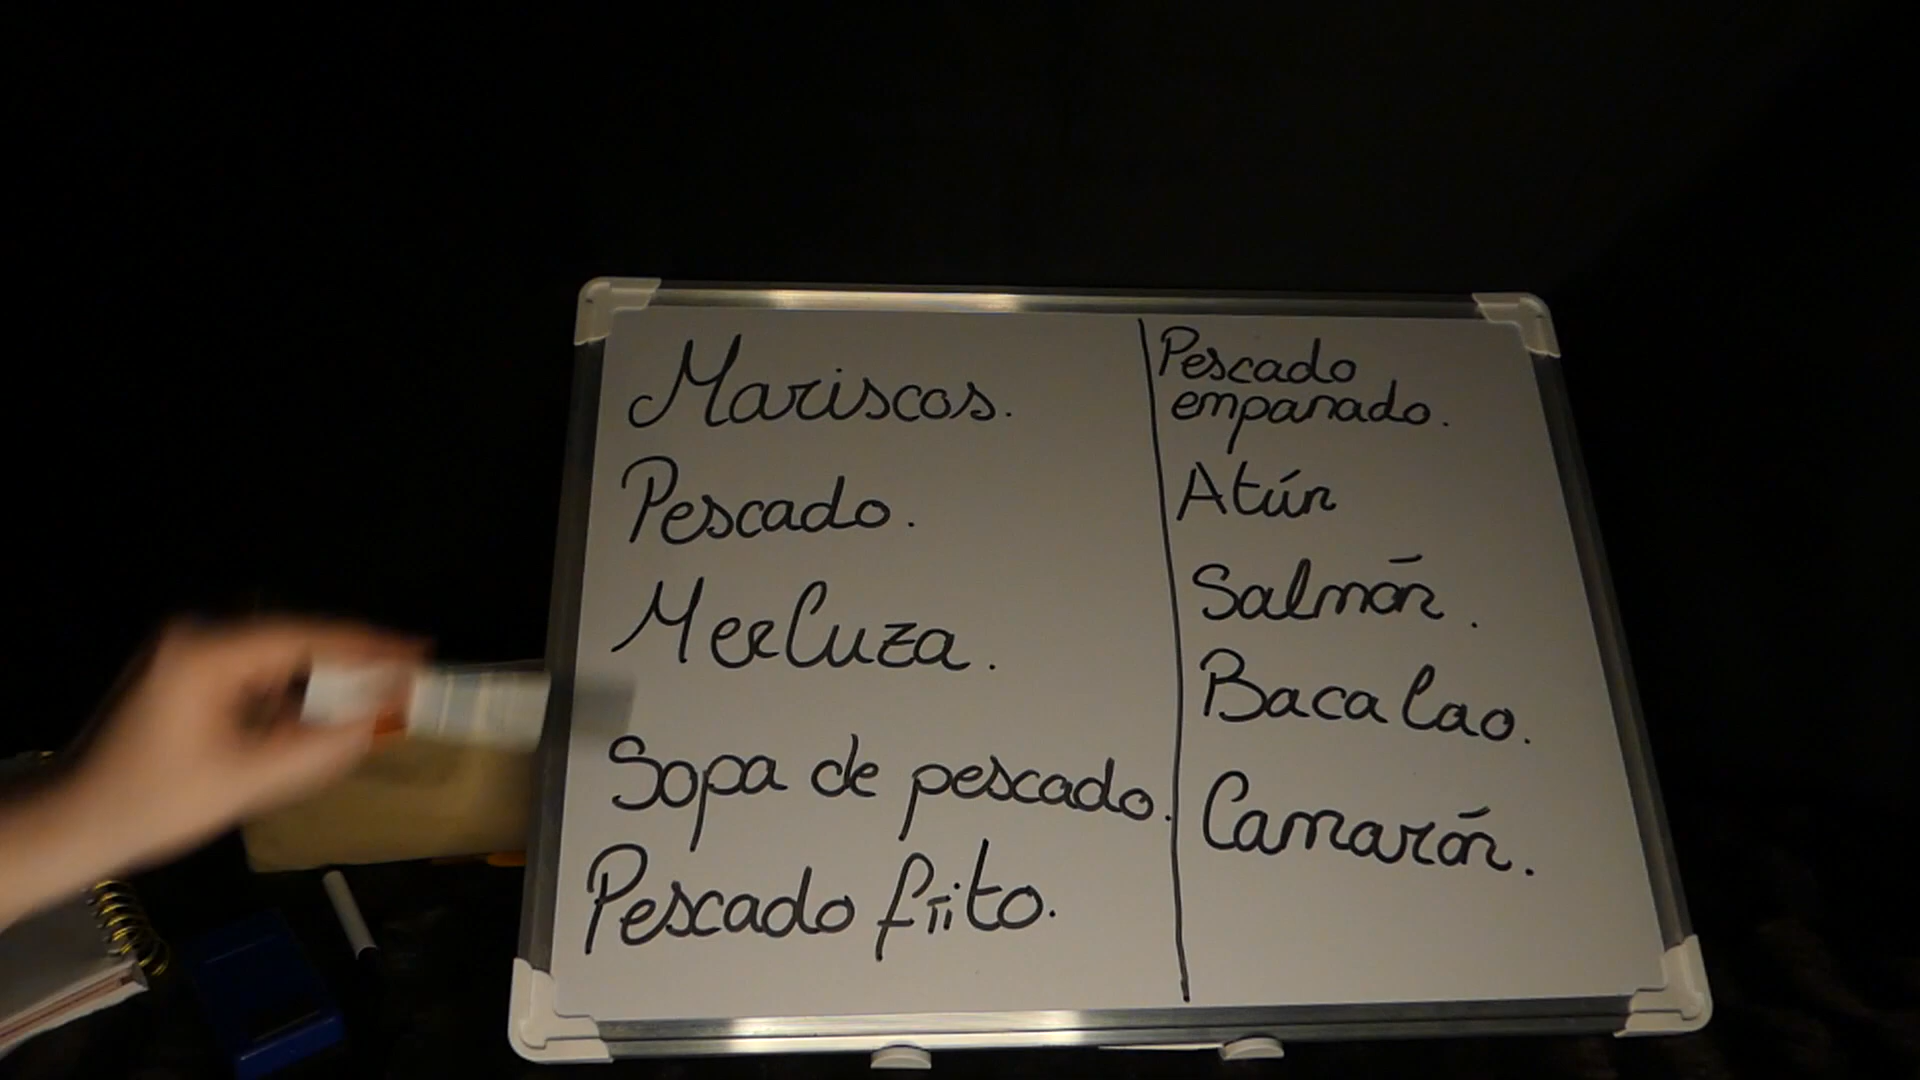 Mariscos.
Pescado.
Merluza.
Sopa de pescado.
Pescado frito.
Pescado
empanado.
Atún
Salmón.
Bacalao.
Camarón.